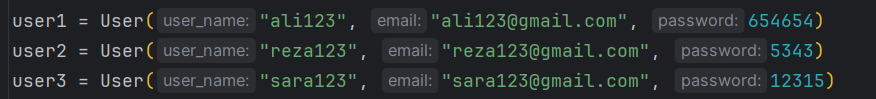 user1 = User(user_name: "ali123", email: "ali123@gmail.com", password: 654654)
user2 = User(user_name: "reza123", email: "reza123@gmail.com", password: 5343)
user3 = User(user_name: "sara123", email: "sara123@gmail.com", password: 12315)